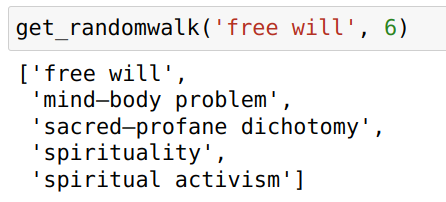 get_randomwalk('free will', 6)
['free will',
'mind–body problem',
'sacred–profane dichotomy',
'spirituality',
'spiritual activism']